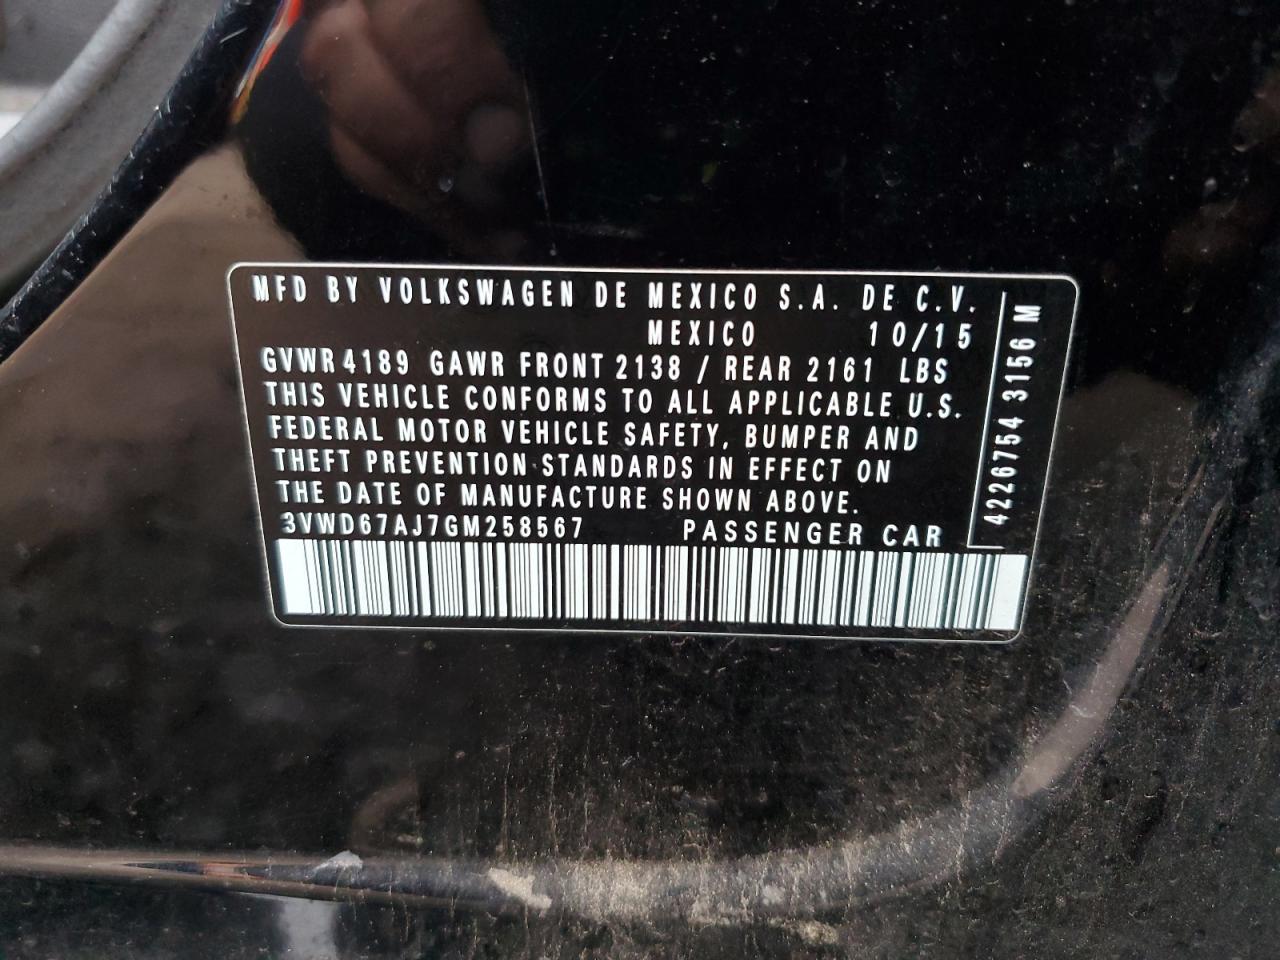 MFD BY VOLKSWAGEN DE MEXICO S.A. DE C.V.
MEXICO 10/15
GVWR 4189 GAWR FRONT 2138 / REAR 2161 LBS
THIS VEHICLE CONFORMS TO ALL APPLICABLE U.S.
FEDERAL MOTOR VEHICLE SAFETY, BUMPER AND
THEFT PREVENTION STANDARDS IN EFFECT ON
THE DATE OF MANUFACTURE SHOWN ABOVE.
3VWD67AJ7GM258567 PASSENGER CAR
4226754 3156 M